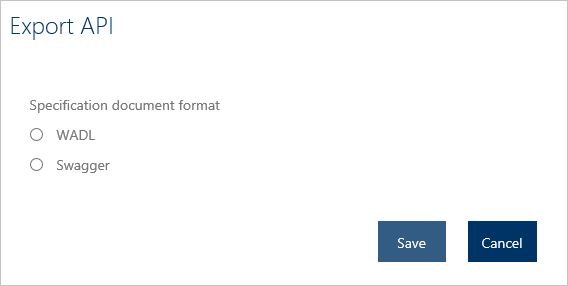 Export API
Specification document format
WADL
Swagger
Save
Cancel